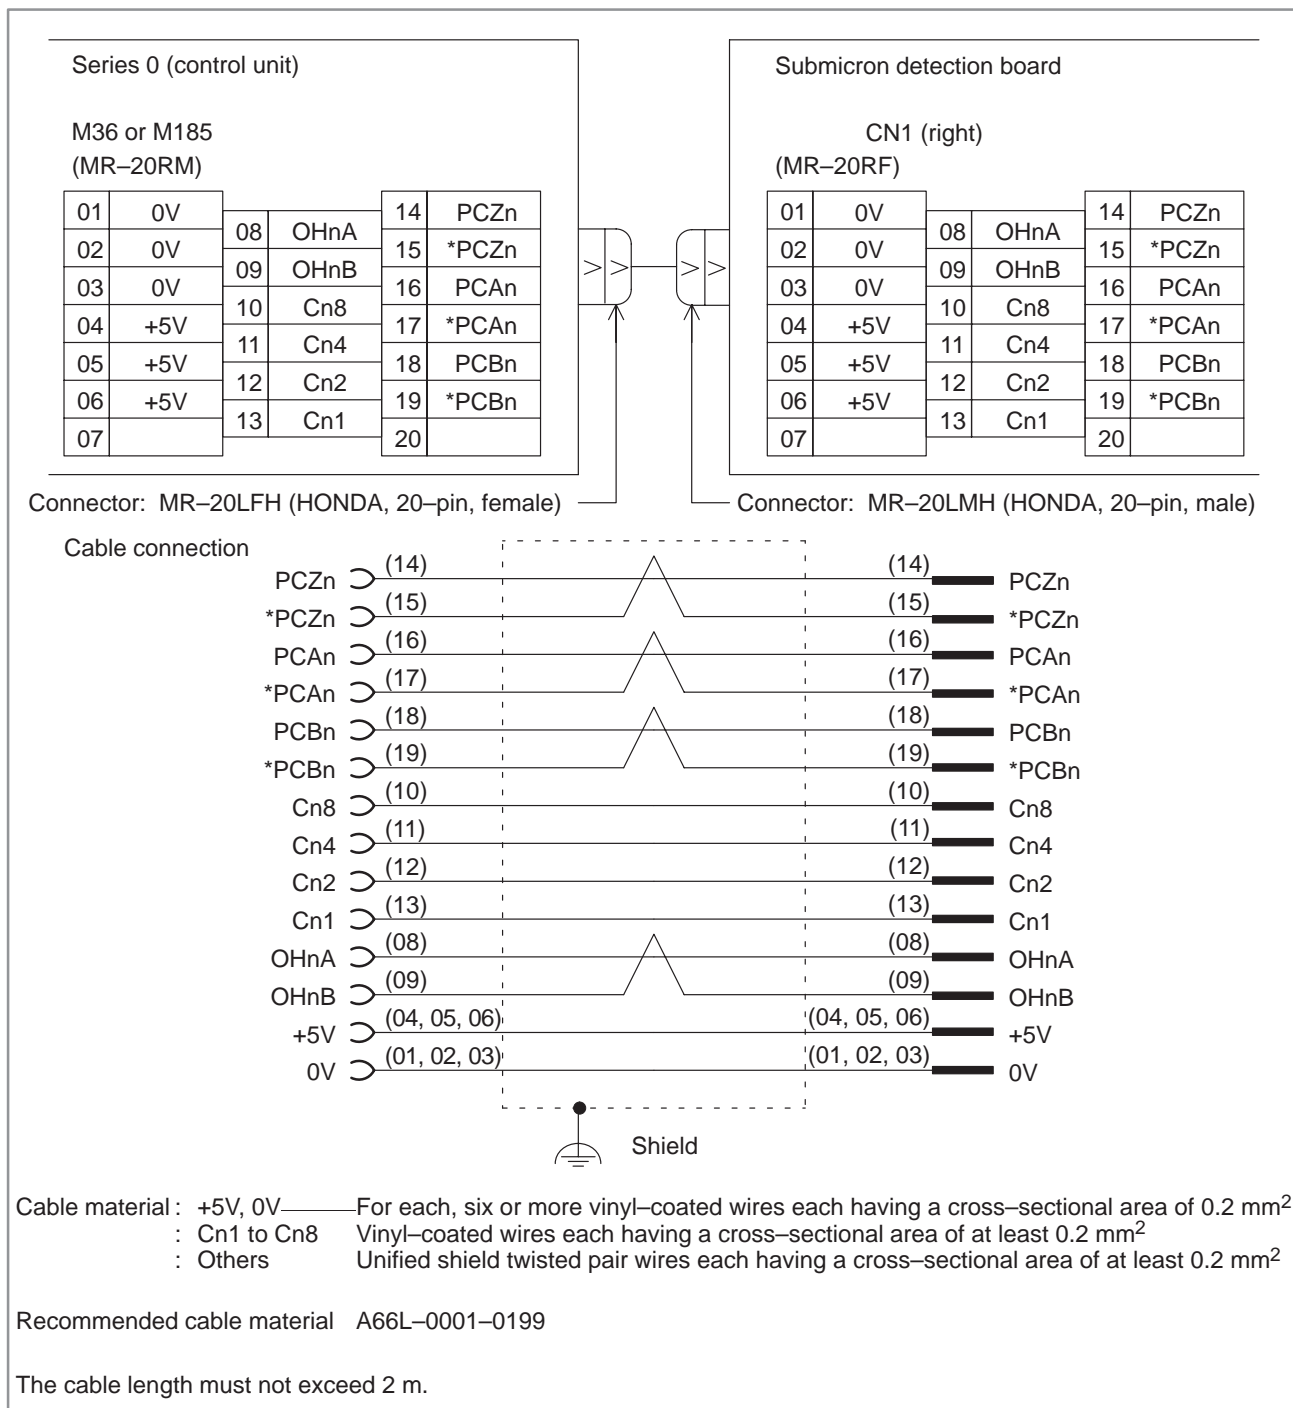 Series 0 (control unit)
M36 or M185
(MR–20RM)
01 0V
02 0V
03 0V
04 +5V
05 +5V
06 +5V
07
08 OHnA
09 OHnB
10 Cn8
11 Cn4
12 Cn2
13 Cn1
14 PCZn
15 *PCZn
16 PCAn
17 *PCAn
18 PCBn
19 *PCBn
20
Submicron detection board
CN1 (right)
(MR–20RF)
01 0V
02 0V
03 0V
04 +5V
05 +5V
06 +5V
07
08 OHnA
09 OHnB
10 Cn8
11 Cn4
12 Cn2
13 Cn1
14 PCZn
15 *PCZn
16 PCAn
17 *PCAn
18 PCBn
19 *PCBn
20
Connector: MR–20LFH (HONDA, 20–pin, female)
Connector: MR–20LMH (HONDA, 20–pin, male)
Cable connection
PCZn (14) (14) PCZn
*PCZn (15) (15) *PCZn
PCAn (16) (16) PCAn
*PCAn (17) (17) *PCAn
PCBn (18) (18) PCBn
*PCBn (19) (19) *PCBn
Cn8 (10) (10) Cn8
Cn4 (11) (11) Cn4
Cn2 (12) (12) Cn2
Cn1 (13) (13) Cn1
OHnA (08) (08) OHnA
OHnB (09) (09) OHnB
+5V (04, 05, 06) (04, 05, 06) +5V
0V (01, 02, 03) (01, 02, 03) 0V
Shield
Cable material : +5V, 0V For each, six or more vinyl–coated wires each having a cross–sectional area of 0.2 mm²
: Cn1 to Cn8 Vinyl–coated wires each having a cross–sectional area of at least 0.2 mm²
: Others Unified shield twisted pair wires each having a cross–sectional area of at least 0.2 mm²
Recommended cable material A66L–0001–0199
The cable length must not exceed 2 m.